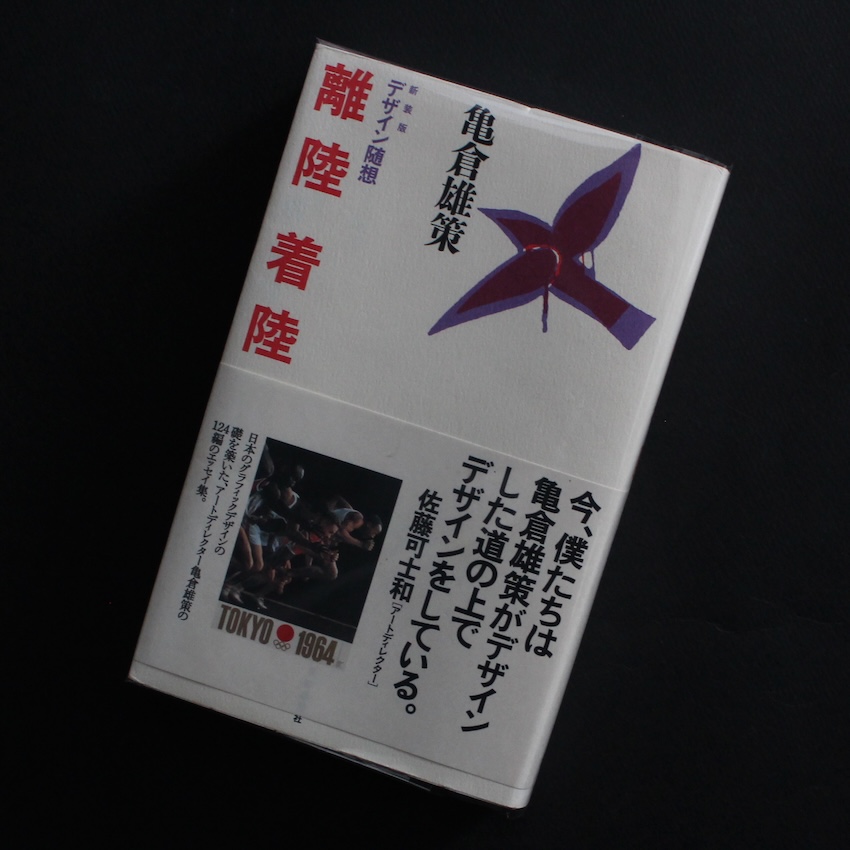 亀倉雄策
新装版
デザイン随想
離陸 着陸
今、僕たちは
亀倉雄策がデザイン
した道の上で
デザインをしている。
佐藤可士和[アートディレクター]
TOKYO 1964
日本のグラフィックデザインの
礎を築いた、アートディレクター亀倉雄策の
124編のエッセイ集。
社